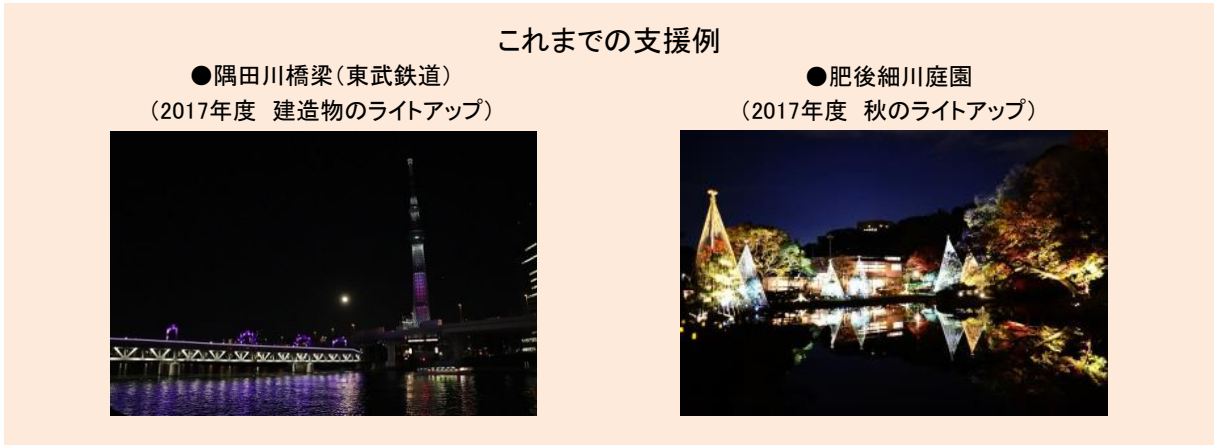 これまでの支援例
●隅田川橋梁（東武鉄道）
（2017年度　建造物のライトアップ）
●肥後細川庭園
（2017年度　秋のライトアップ）